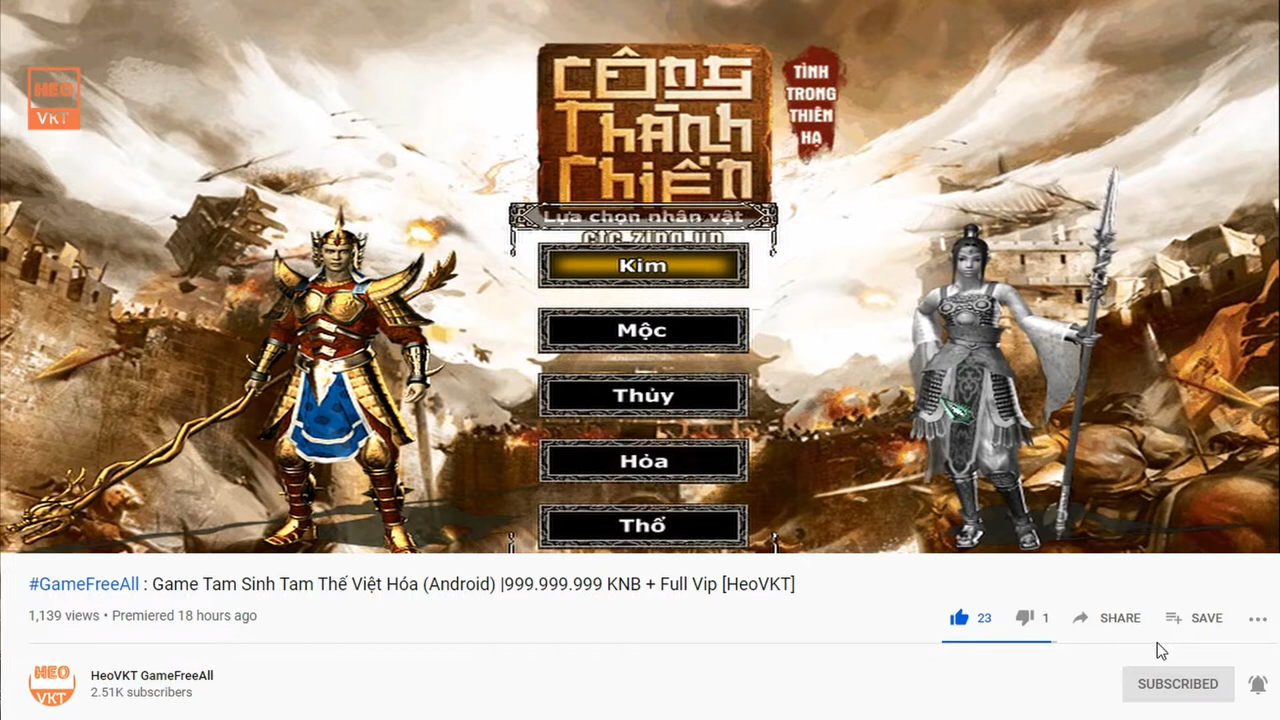 HEO
VKT
CÔng
Thành
Chiến
TÌNH
TRONG
THIÊN
HẠ
Lựa chọn nhân vật
Kim
Mộc
Thủy
Hỏa
Thổ
#GameFreeAll : Game Tam Sinh Tam Thế Việt Hóa (Android) |999.999.999 KNB + Full Vip [HeoVKT]
1,139 views • Premiered 18 hours ago
23
1
SHARE
SAVE
HEO
VKT
HeoVKT GameFreeAll
2.51K subscribers
SUBSCRIBED